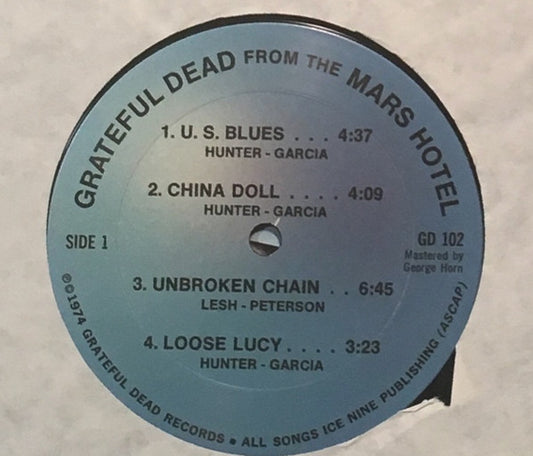 GRATEFUL DEAD FROM THE MARS HOTEL
1. U. S. BLUES . . . 4:37
HUNTER - GARCIA
2. CHINA DOLL . . . . 4:09
HUNTER - GARCIA
SIDE 1
GD 102
Mastered by
George Horn
3. UNBROKEN CHAIN . . 6:45
LESH - PETERSON
4. LOOSE LUCY . . . . 3:23
HUNTER - GARCIA
℗©1974 GRATEFUL DEAD RECORDS • ALL SONGS ICE NINE PUBLISHING (ASCAP)